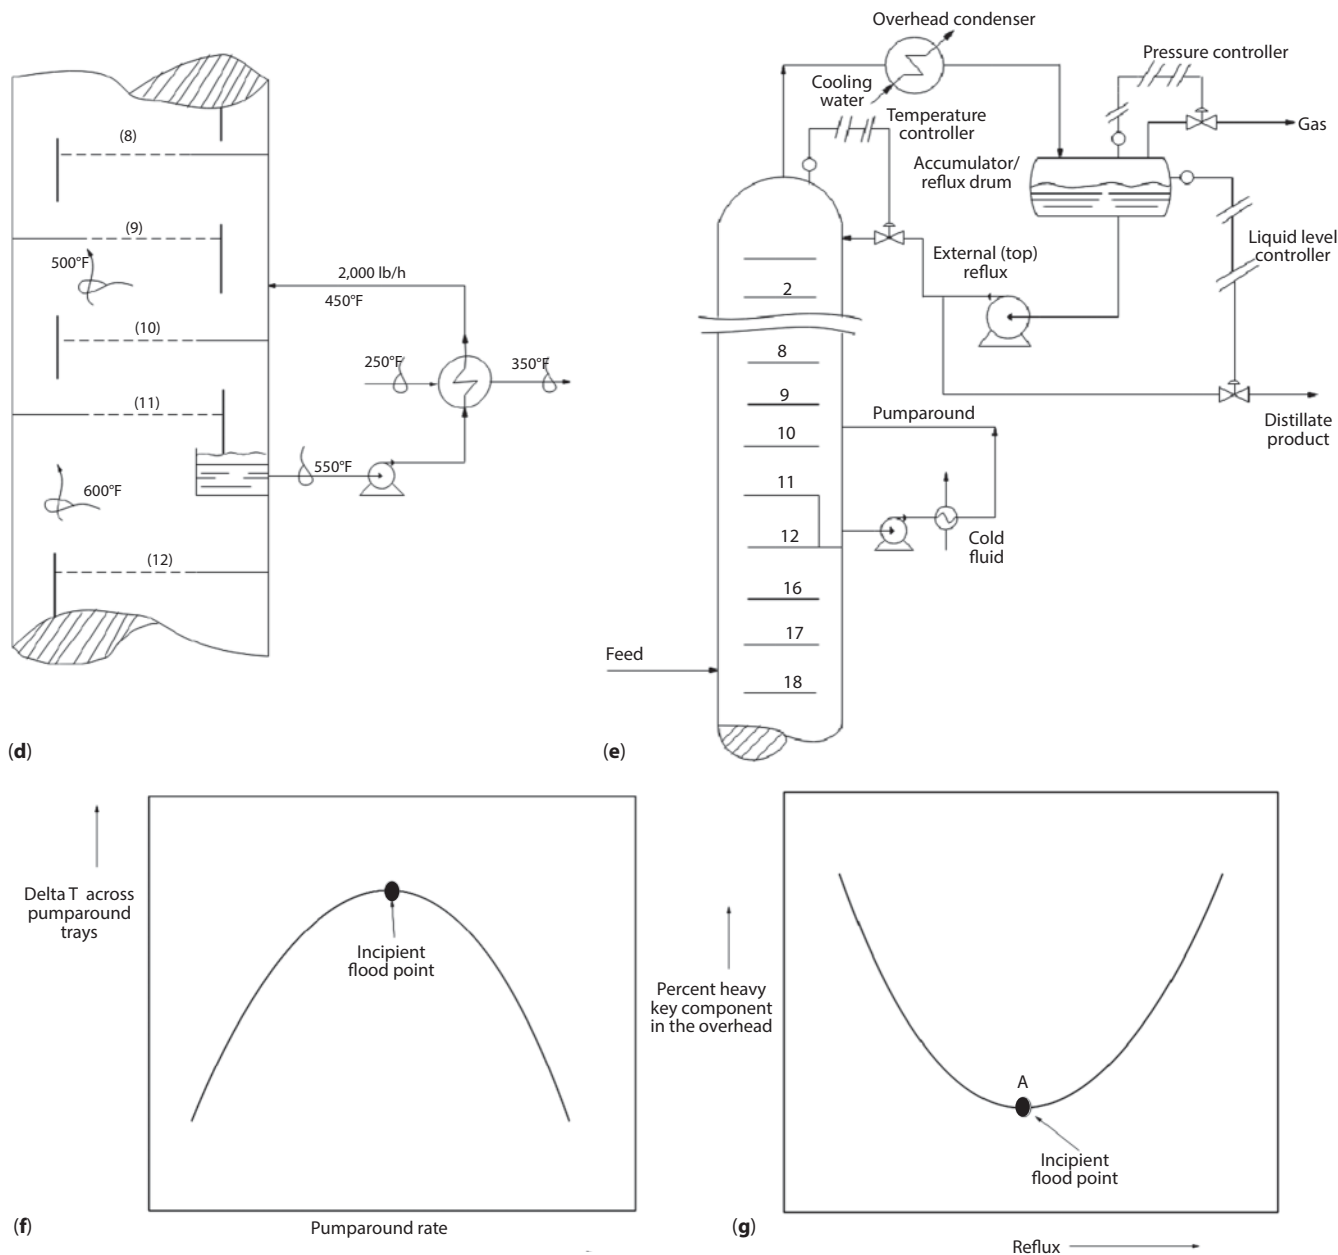 (8)
(9)
500°F
2,000 lb/h
450°F
(10)
250°F
350°F
(11)
550°F
600°F
(12)
(d)
Overhead condenser
Pressure controller
Cooling
water
Temperature
controller
Gas
Accumulator/
reflux drum
External (top)
reflux
Liquid level
controller
2
8
9
Pumparound
10
Distillate
product
11
12
Cold
fluid
16
17
Feed
18
(e)
Delta T across
pumparound
trays
Incipient
flood point
(f)
Pumparound rate
Percent heavy
key component
in the overhead
A
Incipient
flood point
(g)
Reflux